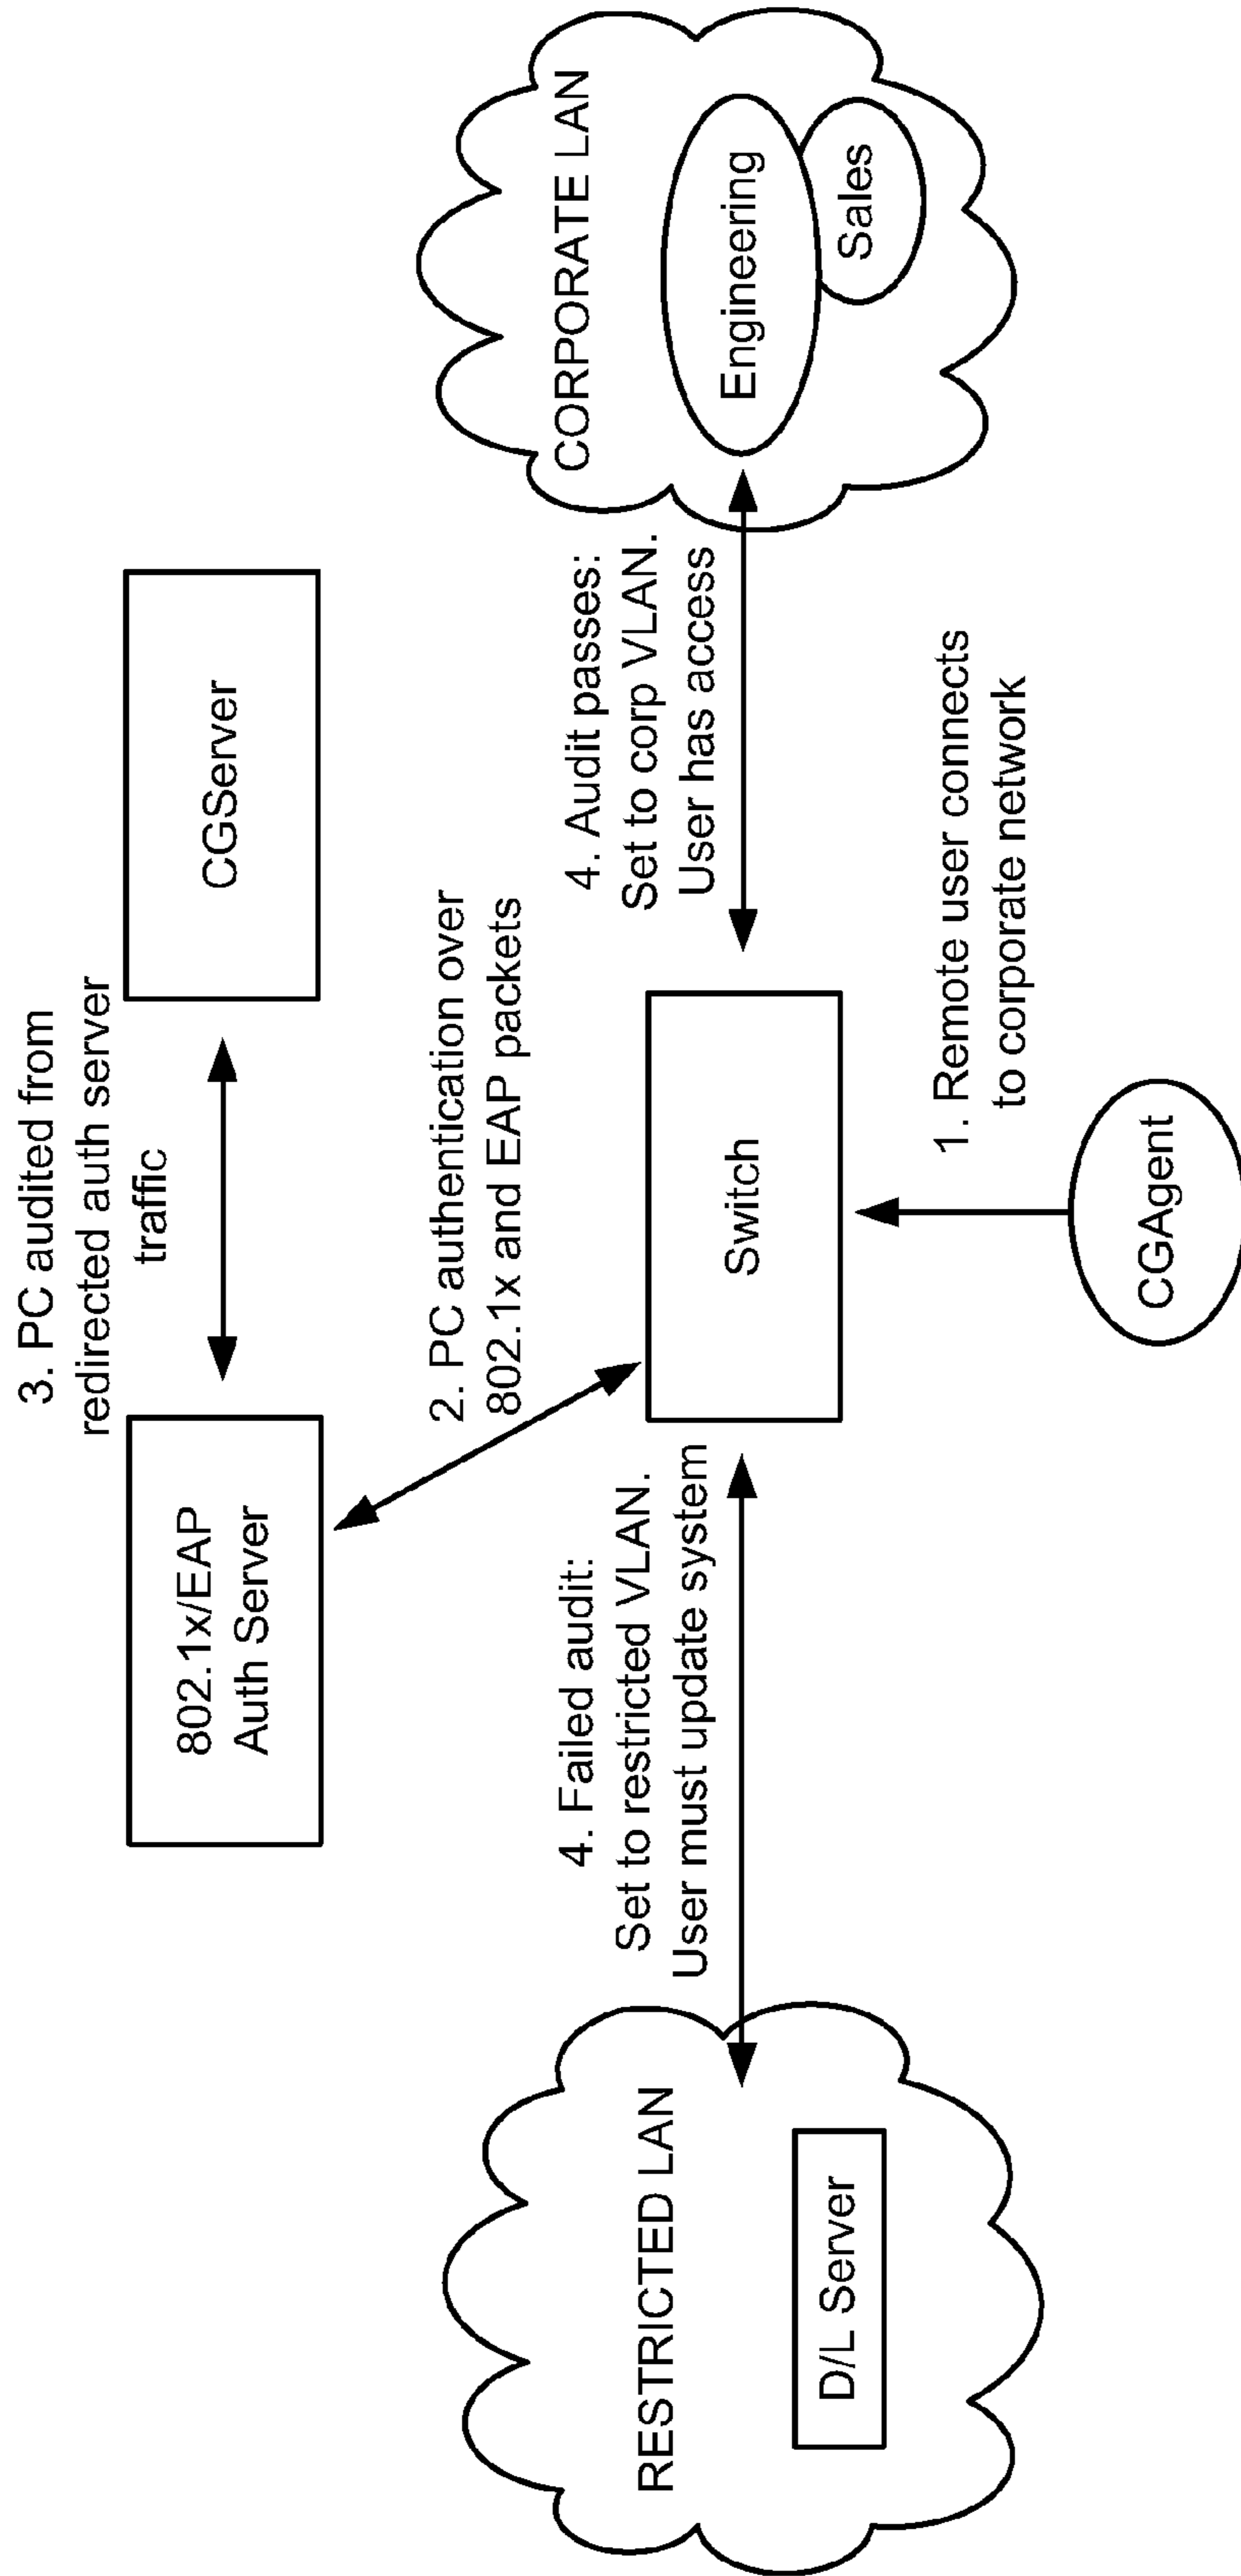 3. PC audited from
redirected auth server
traffic
802.1x/EAP
Auth Server
CGServer
2. PC authentication over
802.1x and EAP packets
4. Failed audit:
Set to restricted VLAN.
User must update system
4. Audit passes:
Set to corp VLAN.
User has access
RESTRICTED LAN
D/L Server
Switch
CORPORATE LAN
Engineering
Sales
1. Remote user connects
to corporate network
CGAgent